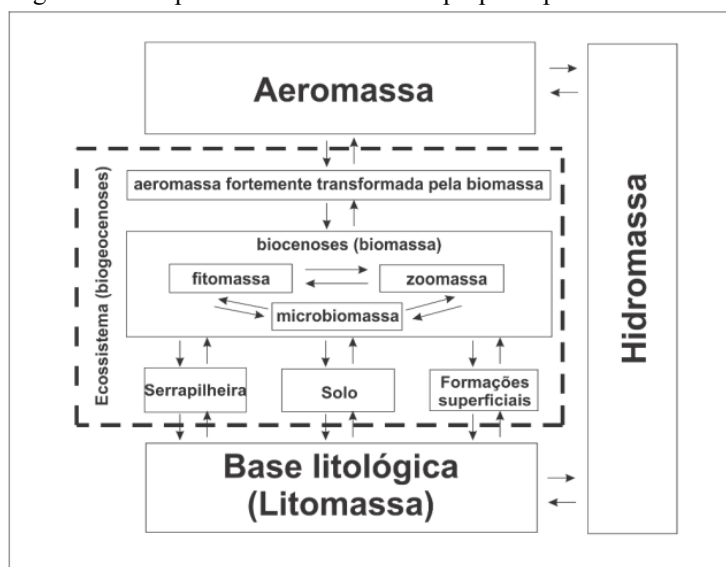 Aeromassa
Ecossistema (biogeocenoses)
aeromassa fortemente transformada pela biomassa
biocenoses (biomassa)
fitomassa
zoomassa
microbiomassa
Serrapilheira
Solo
Formações
superficiais
Base litológica
(Litomassa)
Hidromassa